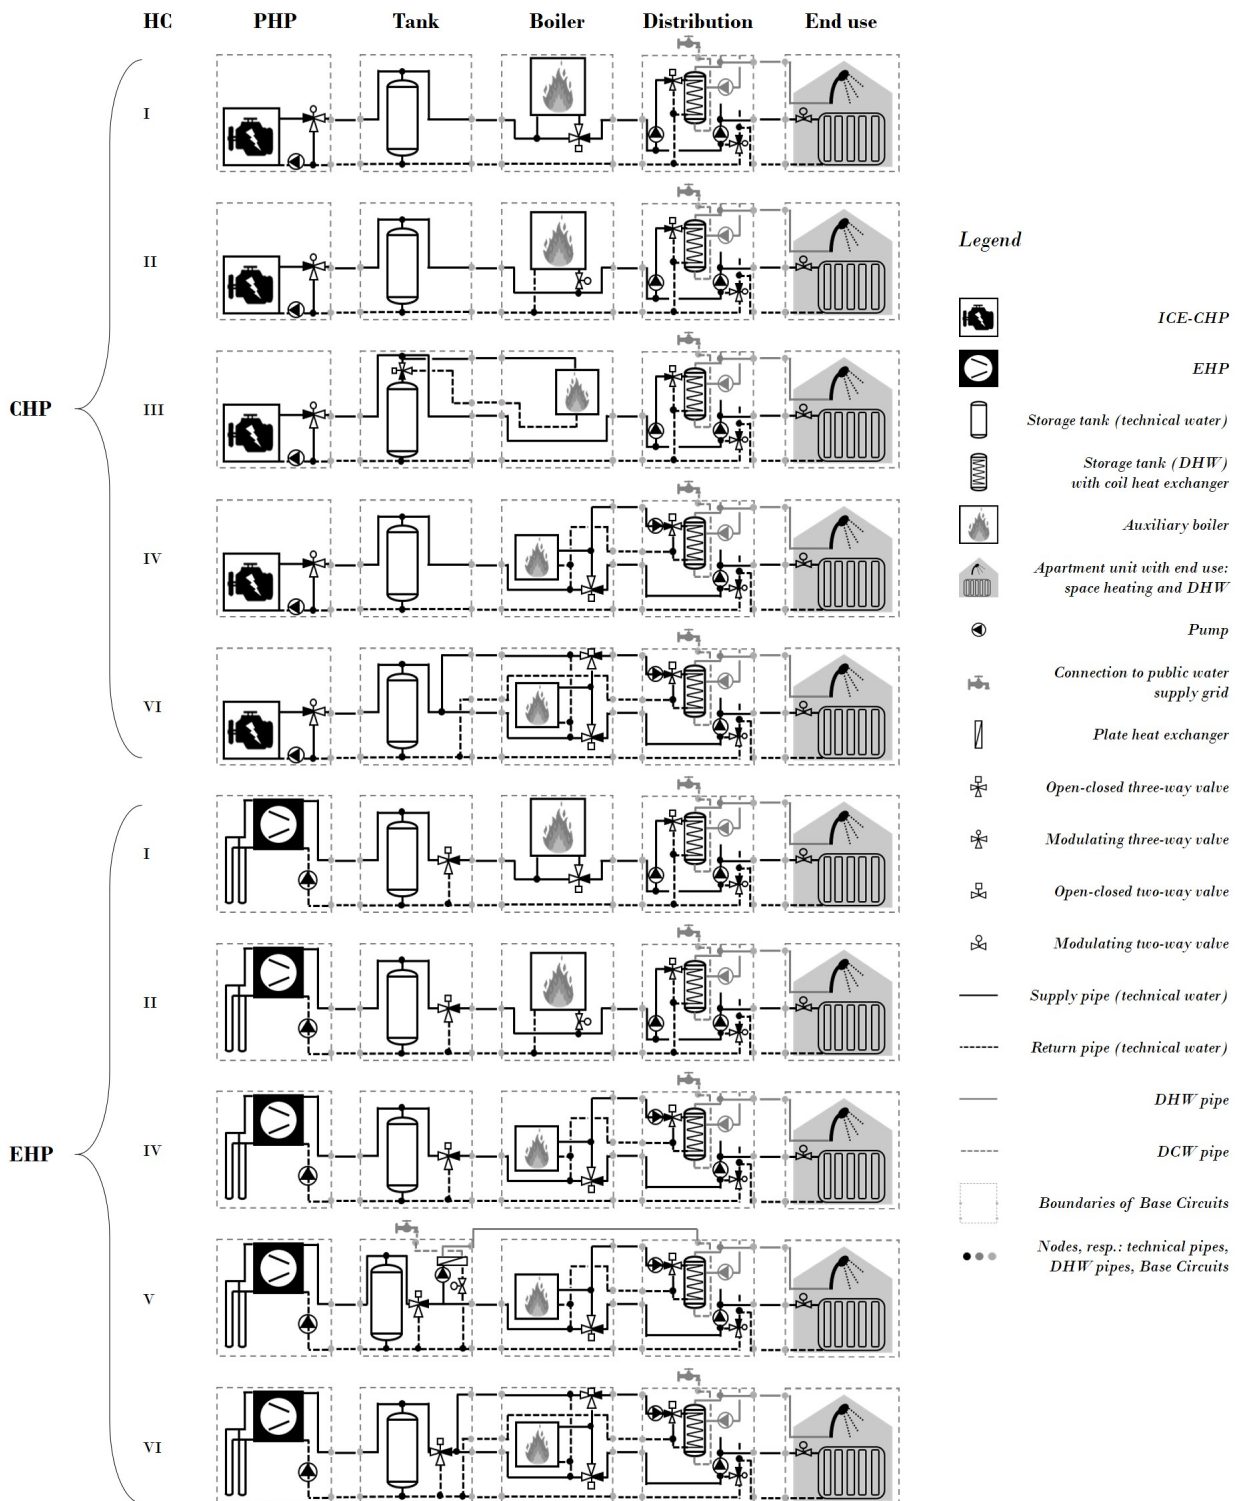 HC PHP Tank Boiler Distribution End use
I
II
CHP
III
IV
VI
I
II
EHP
IV
V
VI
Legend
ICE-CHP
EHP
Storage tank (technical water)
Storage tank (DHW)
with coil heat exchanger
Auxiliary boiler
Apartment unit with end use:
space heating and DHW
Pump
Connection to public water
supply grid
Plate heat exchanger
Open-closed three-way valve
Modulating three-way valve
Open-closed two-way valve
Modulating two-way valve
Supply pipe (technical water)
Return pipe (technical water)
DHW pipe
DCW pipe
Boundaries of Base Circuits
Nodes, resp.: technical pipes,
DHW pipes, Base Circuits